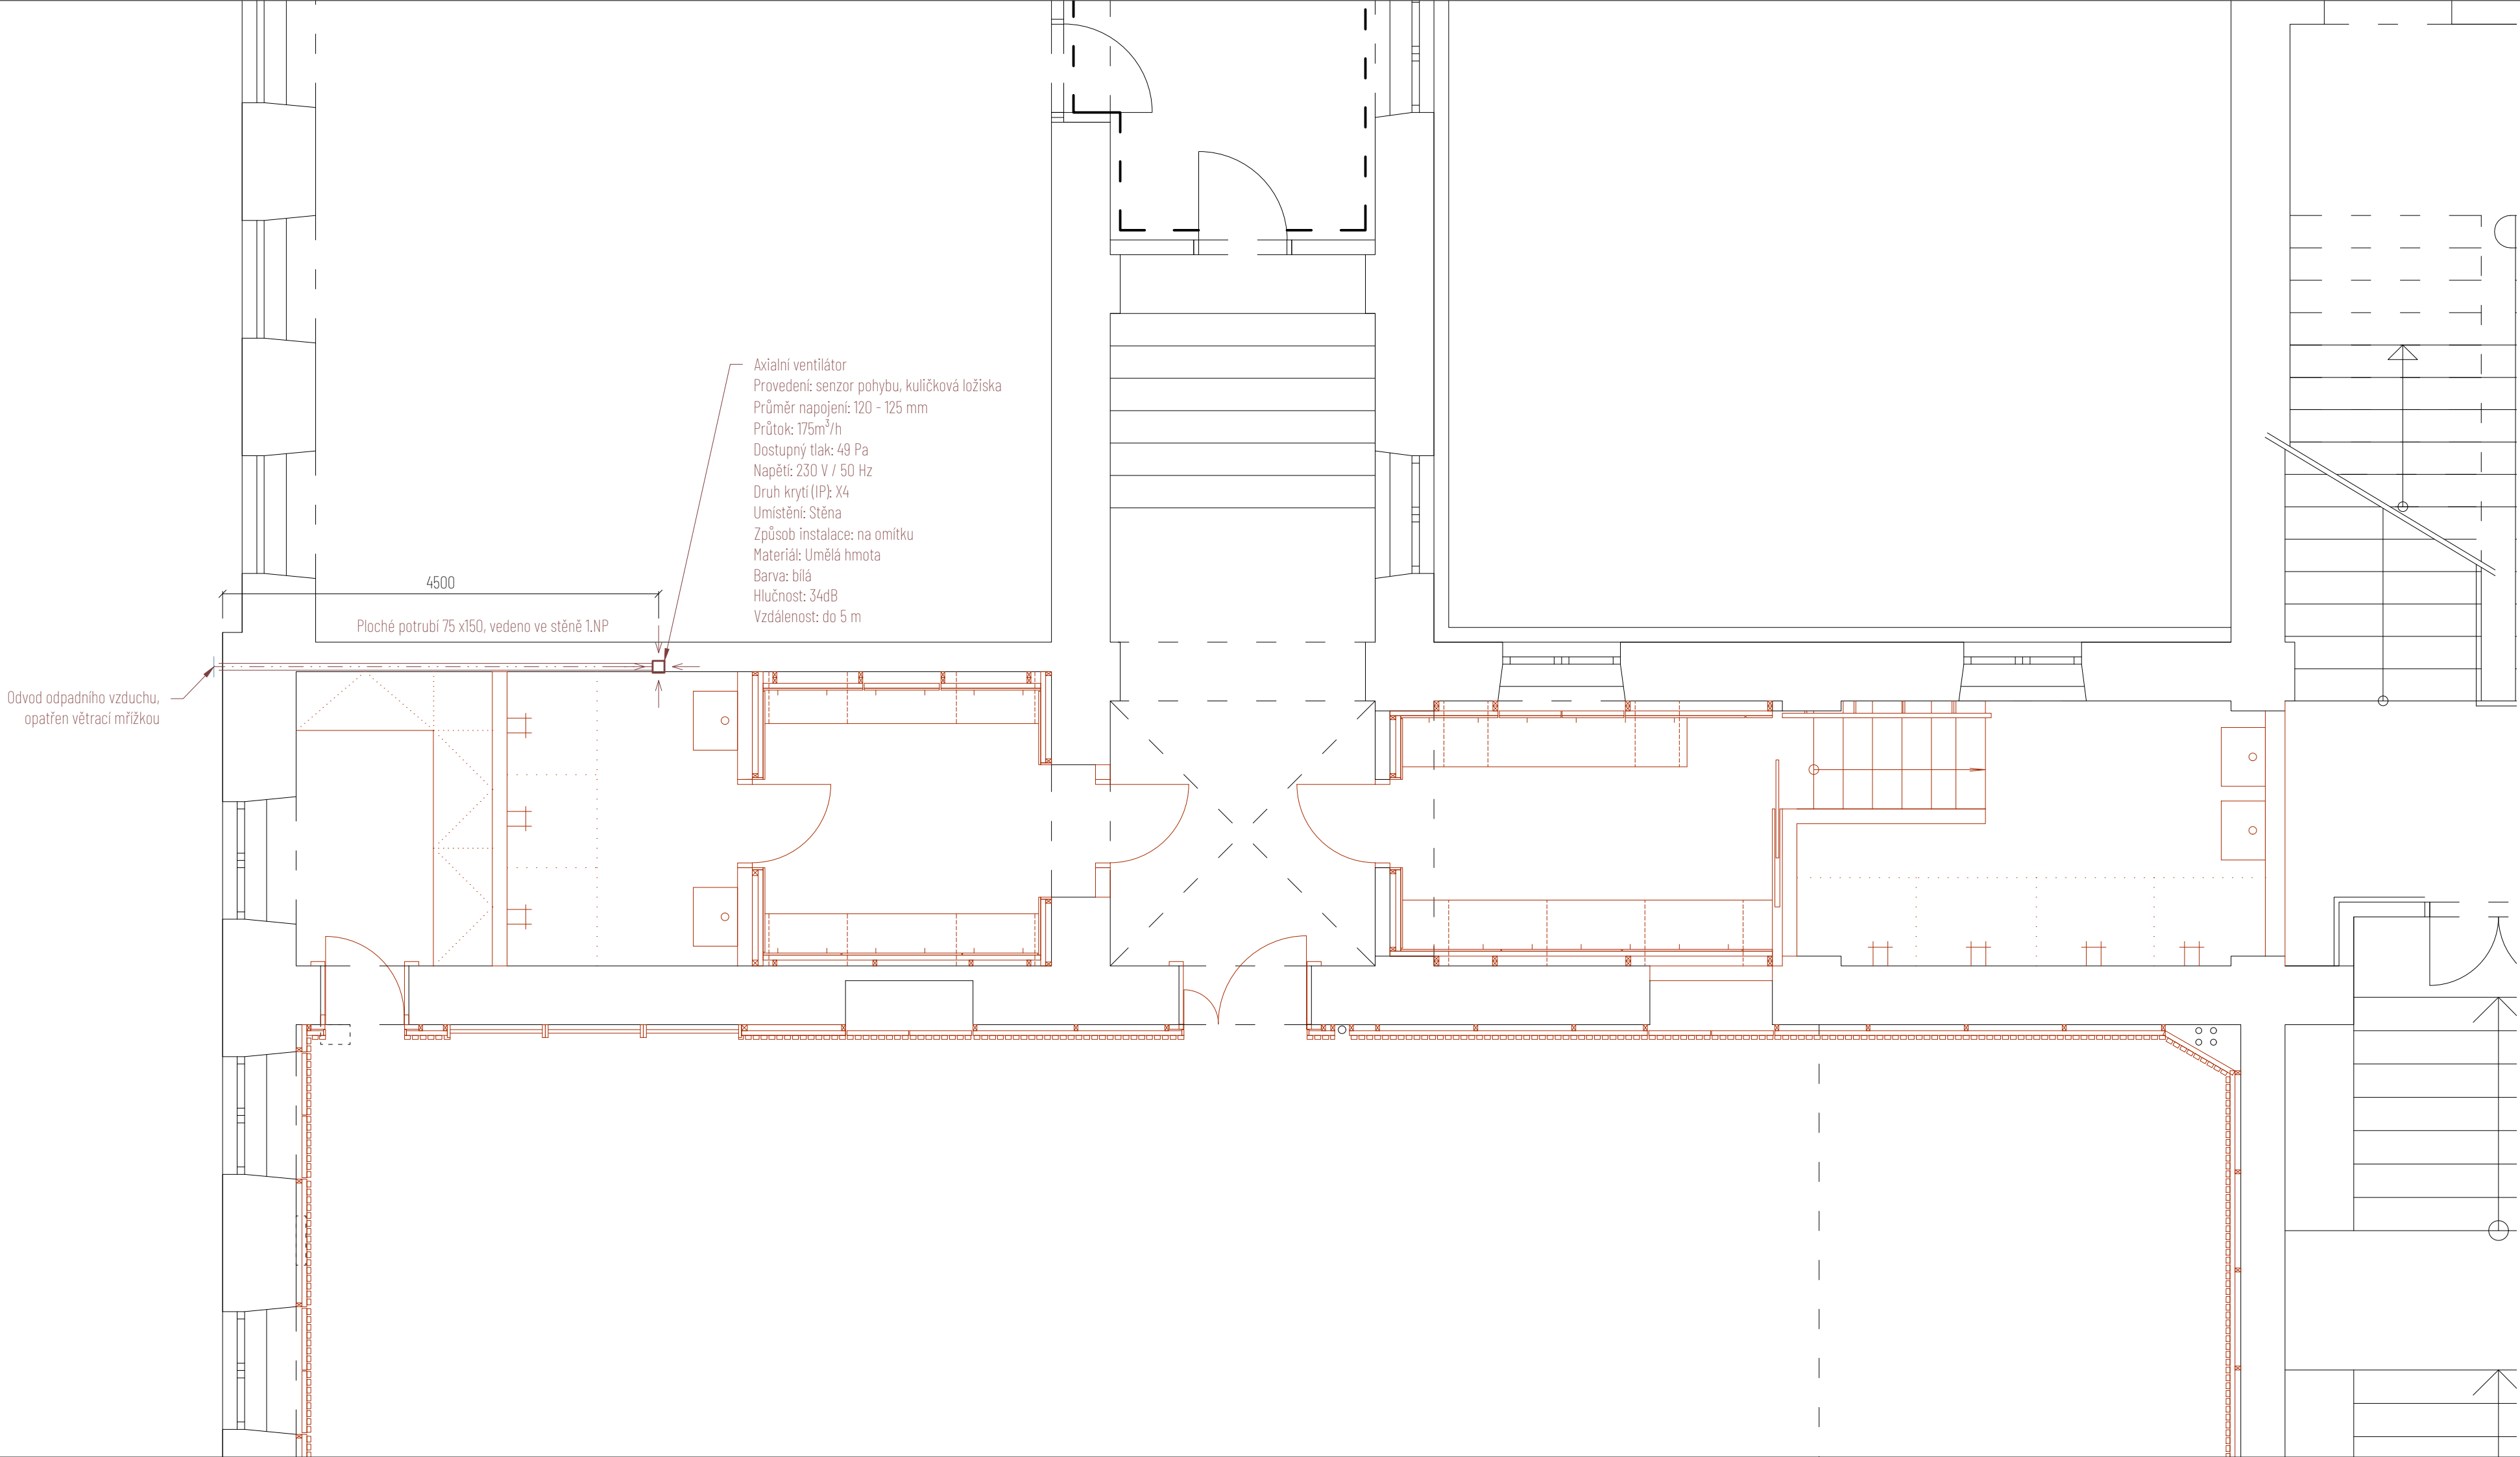 Axialní ventilátor
Provedení: senzor pohybu, kuličková ložiska
Průměr napojení: 120 - 125 mm
Průtok: 175m³/h
Dostupný tlak: 49 Pa
Napětí: 230 V / 50 Hz
Druh krytí (IP): X4
Umístění: Stěna
Způsob instalace: na omítku
Materiál: Umělá hmota
Barva: bílá
Hlučnost: 34dB
Vzdálenost: do 5 m
4500
Ploché potrubí 75 x150, vedeno ve stěně 1.NP
Odvod odpadního vzduchu,
opatřen větrací mřížkou